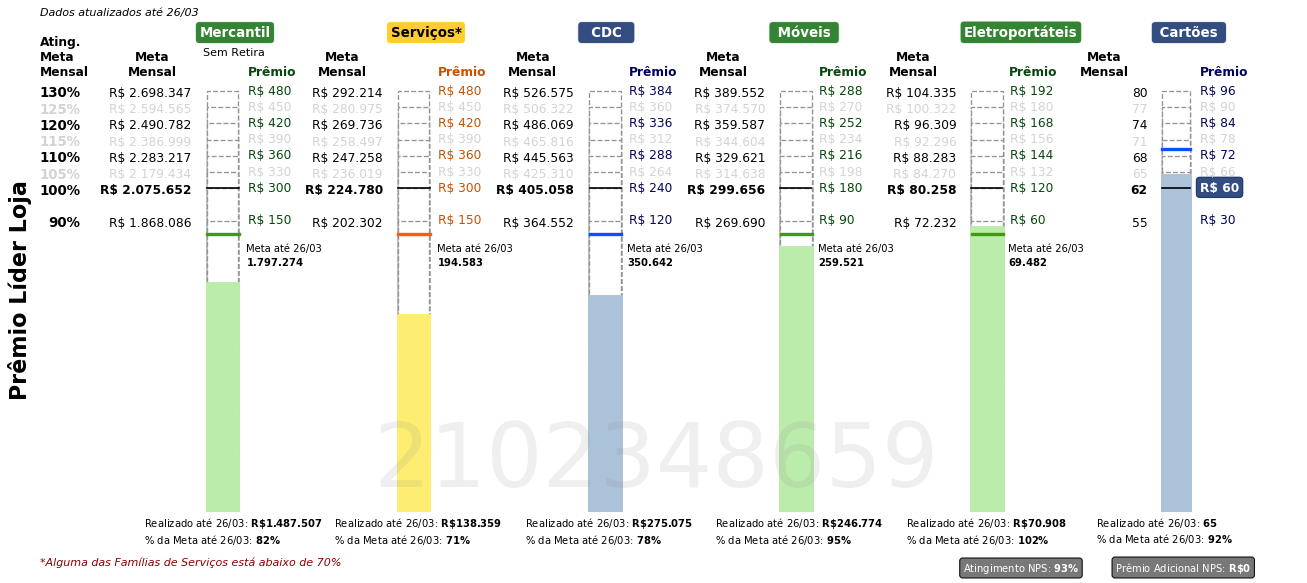 Dados atualizados até 26/03
Mercantil Serviços* CDC Móveis Eletroportáteis Cartões
Sem Retira
Ating. Meta Mensal Meta Mensal Prêmio Meta Mensal Prêmio Meta Mensal Prêmio Meta Mensal Prêmio Meta Mensal Prêmio Meta Mensal Prêmio
130% R$ 2.698.347 R$ 480 R$ 292.214 R$ 480 R$ 526.575 R$ 384 R$ 389.552 R$ 288 R$ 104.335 R$ 192 80 R$ 96
125% R$ 2.594.565 R$ 450 R$ 280.975 R$ 450 R$ 506.322 R$ 360 R$ 374.570 R$ 270 R$ 100.322 R$ 180 77 R$ 90
120% R$ 2.490.782 R$ 420 R$ 269.736 R$ 420 R$ 486.069 R$ 336 R$ 359.587 R$ 252 R$ 96.309 R$ 168 74 R$ 84
115% R$ 2.386.999 R$ 390 R$ 258.497 R$ 390 R$ 465.816 R$ 312 R$ 344.604 R$ 234 R$ 92.296 R$ 156 71 R$ 78
110% R$ 2.283.217 R$ 360 R$ 247.258 R$ 360 R$ 445.563 R$ 288 R$ 329.621 R$ 216 R$ 88.283 R$ 144 68 R$ 72
105% R$ 2.179.434 R$ 330 R$ 236.019 R$ 330 R$ 425.310 R$ 264 R$ 314.638 R$ 198 R$ 84.270 R$ 132 65 R$ 66
100% R$ 2.075.652 R$ 300 R$ 224.780 R$ 300 R$ 405.058 R$ 240 R$ 299.656 R$ 180 R$ 80.258 R$ 120 62 R$ 60
90% R$ 1.868.086 R$ 150 R$ 202.302 R$ 150 R$ 364.552 R$ 120 R$ 269.690 R$ 90 R$ 72.232 R$ 60 55 R$ 30
Meta até 26/03 Meta até 26/03 Meta até 26/03 Meta até 26/03 Meta até 26/03
1.797.274 194.583 350.642 259.521 69.482
Prêmio Líder Loja
2102348659
Realizado até 26/03: R$1.487.507 Realizado até 26/03: R$138.359 Realizado até 26/03: R$275.075 Realizado até 26/03: R$246.774 Realizado até 26/03: R$70.908 Realizado até 26/03: 65
% da Meta até 26/03: 82% % da Meta até 26/03: 71% % da Meta até 26/03: 78% % da Meta até 26/03: 95% % da Meta até 26/03: 102% % da Meta até 26/03: 92%
*Alguma das Famílias de Serviços está abaixo de 70% Atingimento NPS: 93% Prêmio Adicional NPS: R$0